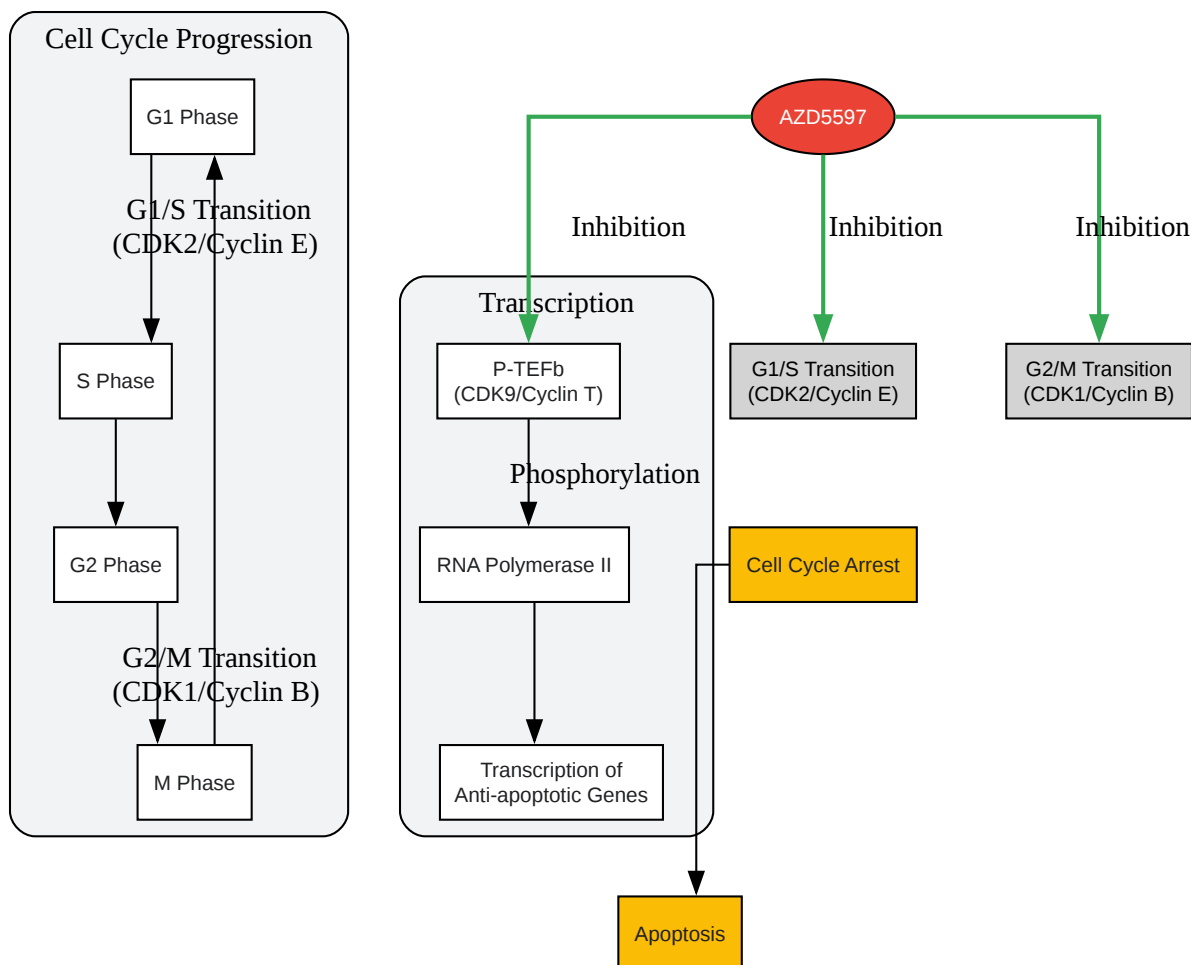 Cell Cycle Progression
G1 Phase
G1/S Transition
(CDK2/Cyclin E)
S Phase
G2 Phase
G2/M Transition
(CDK1/Cyclin B)
M Phase
AZD5597
Inhibition
Inhibition
Inhibition
Transcription
P-TEFb
(CDK9/Cyclin T)
G1/S Transition
(CDK2/Cyclin E)
G2/M Transition
(CDK1/Cyclin B)
Phosphorylation
RNA Polymerase II
Cell Cycle Arrest
Transcription of
Anti-apoptotic Genes
Apoptosis